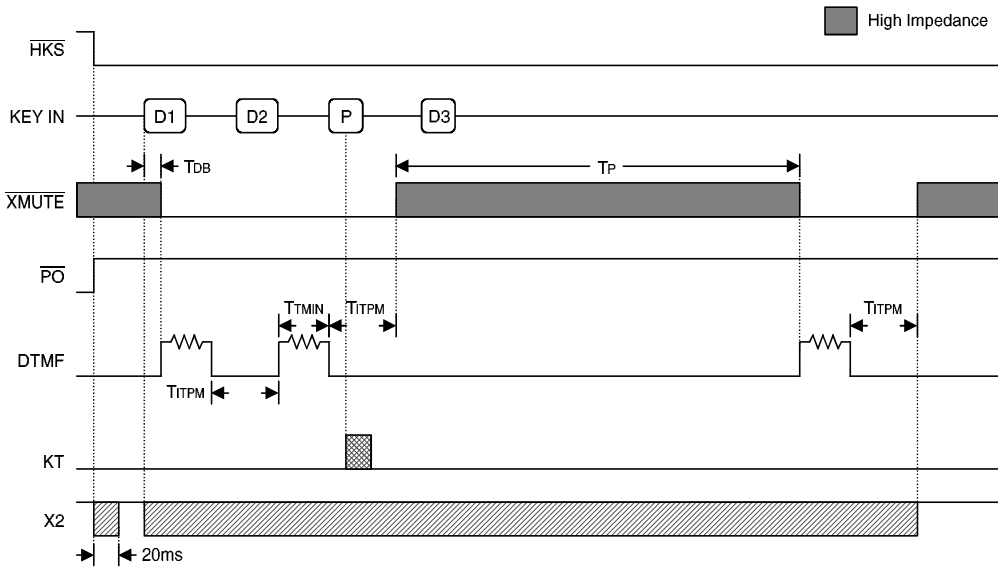 High Impedance
HKS
KEY IN D1 D2 P D3
TDB TP
XMUTE
PO
TTMIN TITPM TITPM
DTMF
TITPM
KT
X2
20ms